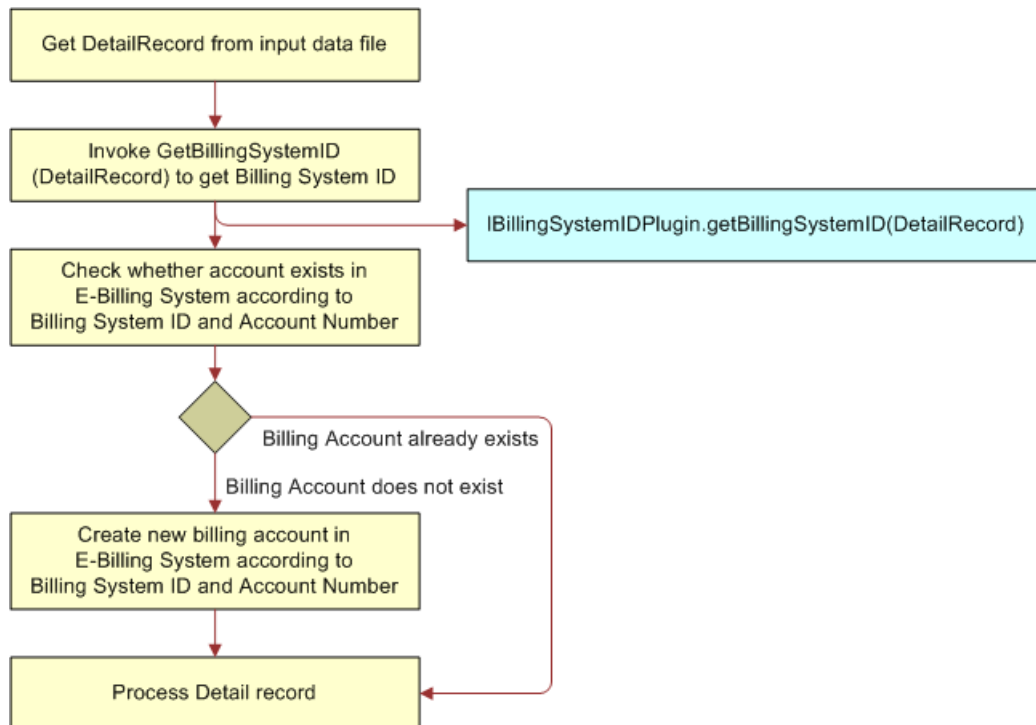 Get DetailRecord from input data file
Invoke GetBillingSystemID
(DetailRecord) to get Billing System ID
IBillingSystemIDPlugin.getBillingSystemID(DetailRecord)
Check whether account exists in
E-Billing System according to
Billing System ID and Account Number
Billing Account already exists
Billing Account does not exist
Create new billing account in
E-Billing System according to
Billing System ID and Account Number
Process Detail record